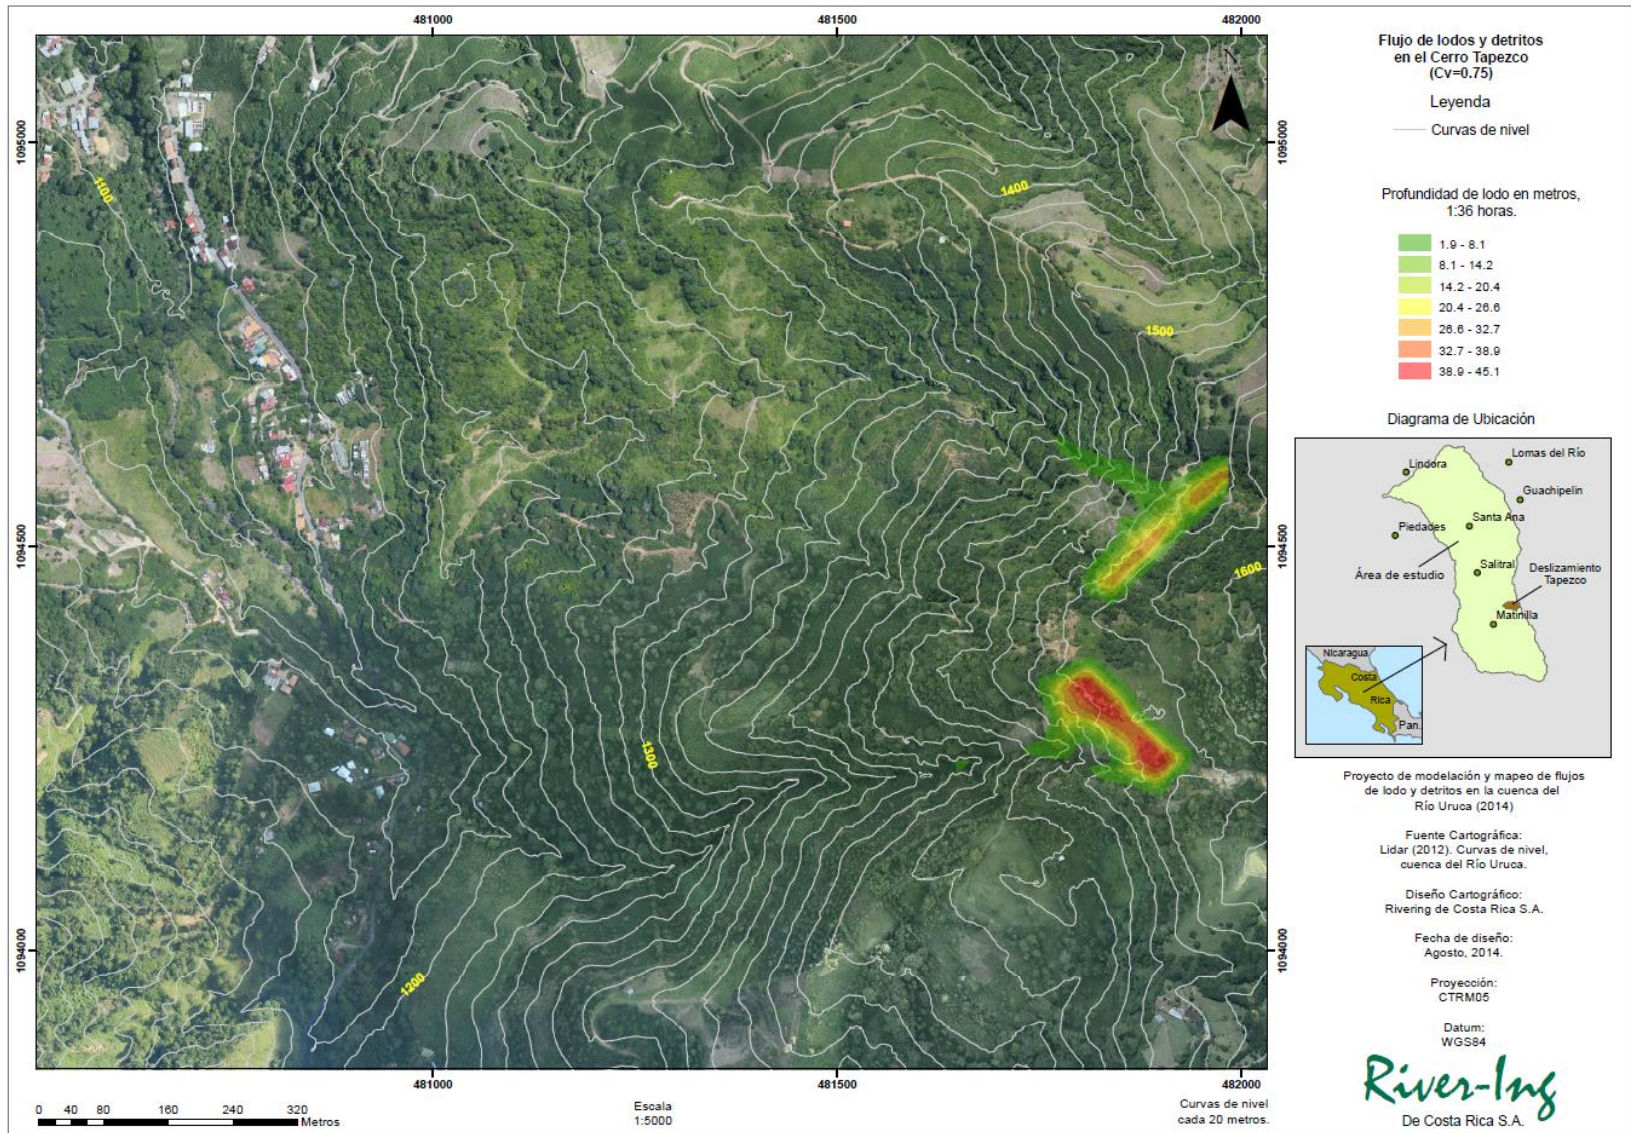 481000
481500
482000
1095000
1095000
1100
1400
1500
1094500
1094500
1600
1300
1200
1094000
1094000
481000
481500
482000
0 40 80 160 240 320
Metros
Escala
1:5000
Curvas de nivel
cada 20 metros.
N
Flujo de lodos y detritos
en el Cerro Tapezco
(Cv=0.75)
Leyenda
Curvas de nivel
Profundidad de lodo en metros,
1:36 horas.
1.9 - 8.1
8.1 - 14.2
14.2 - 20.4
20.4 - 26.6
26.6 - 32.7
32.7 - 38.9
38.9 - 45.1
Diagrama de Ubicación
Lomas del Río
Lindora
Guachipelin
Santa Ana
Piedades
Salitral
Área de estudio
Deslizamiento
Tapezco
Matinilla
Nicaragua
Costa
Rica
Pan.
Proyecto de modelación y mapeo de flujos
de lodo y detritos en la cuenca del
Río Uruca (2014)
Fuente Cartográfica:
Lidar (2012). Curvas de nivel,
cuenca del Río Uruca.
Diseño Cartográfico:
Rivering de Costa Rica S.A.
Fecha de diseño:
Agosto, 2014.
Proyección:
CTRM05
Datum:
WGS84
River-Ing
De Costa Rica S.A.